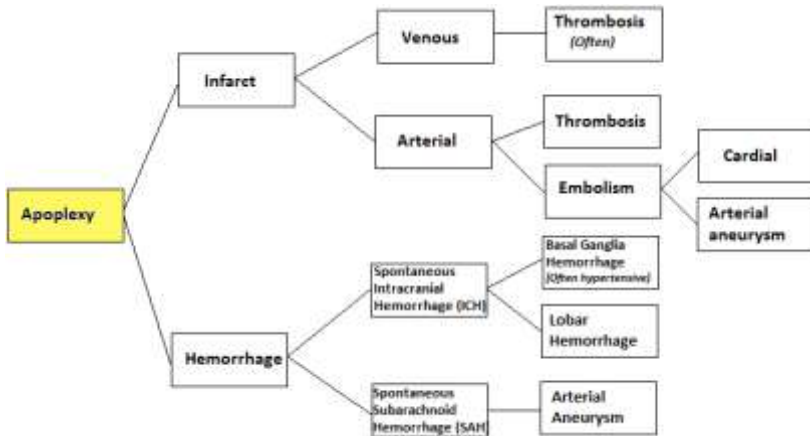 Apoplexy
Infarct
Venous
Thrombosis
(Often)
Arterial
Thrombosis
Embolism
Cardial
Arterial
aneurysm
Hemorrhage
Spontaneous
Intracranial
Hemorrhage (ICH)
Basal Ganglia
Hemorrhage
(Often hypertensive)
Lobar
Hemorrhage
Spontaneous
Subarachnoid
Hemorrhage (SAH)
Arterial
Aneurysm